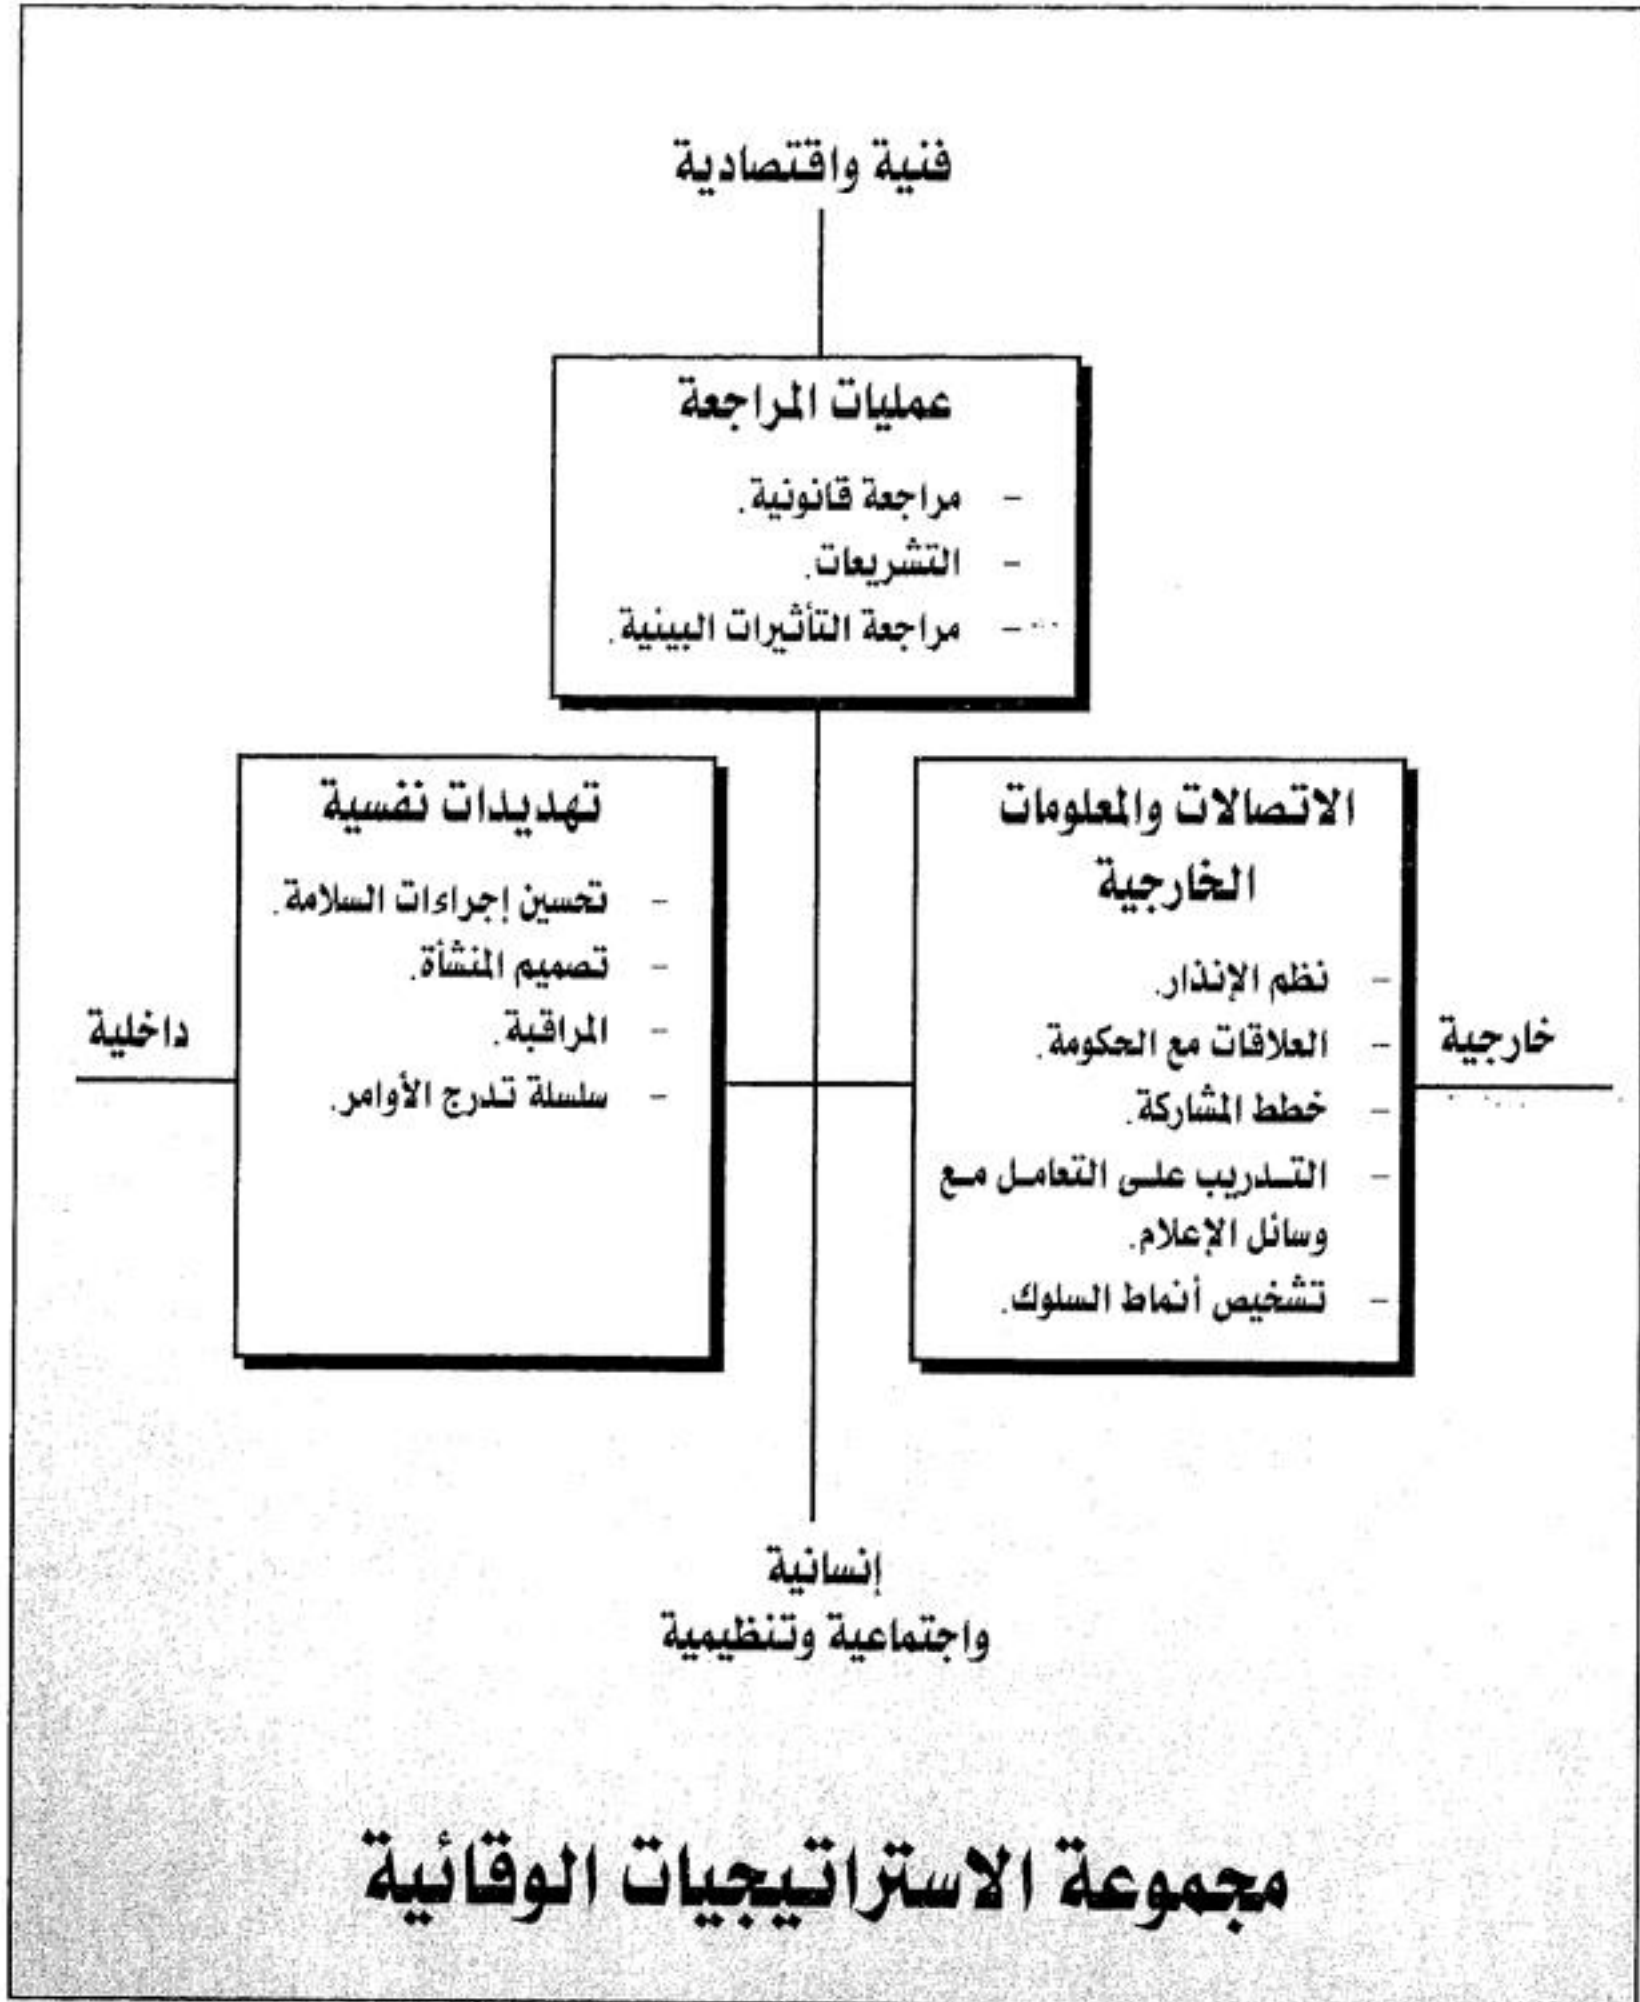 فنية واقتصادية
عمليات المراجعة
- مراجعة قانونية.
- التشريعات.
- مراجعة التأثيرات البينية.
الاتصالات والمعلومات
الخارجية
- نظم الإنذار.
- العلاقات مع الحكومة.
- خطط المشاركة.
- التدريب على التعامل مع
وسائل الإعلام.
- تشخيص أنماط السلوك.
خارجية
تهديدات نفسية
- تحسين إجراءات السلامة.
- تصميم المنشأة.
- المراقبة.
- سلسلة تدرج الأوامر.
داخلية
إنسانية
واجتماعية وتنظيمية
مجموعة الاستراتيجيات الوقائية